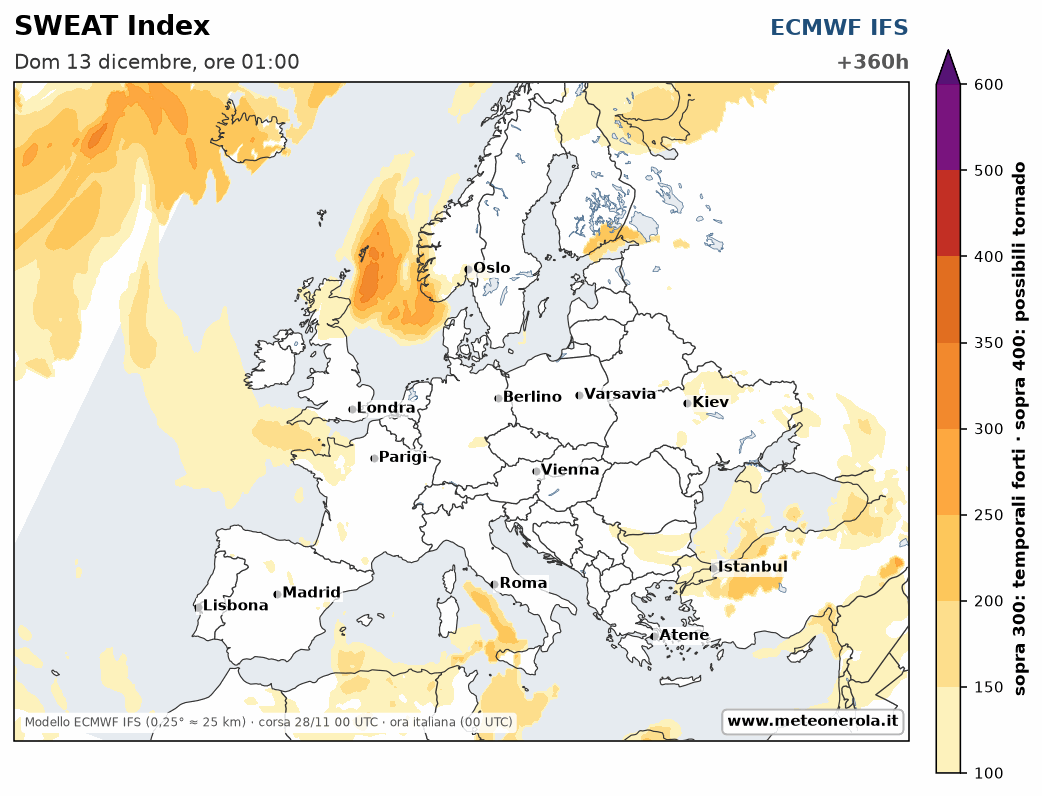 SWEAT Index
ECMWF IFS
Dom 13 dicembre, ore 01:00
+360h
600
500
400
350
300
250
200
150
100
sopra 300: temporali forti · sopra 400: possibili tornado
Oslo
Berlino
Varsavia
Kiev
Londra
Parigi
Vienna
Istanbul
Roma
Madrid
Lisbona
Atene
Modello ECMWF IFS (0,25° ≈ 25 km) · corsa 28/11 00 UTC · ora italiana (00 UTC)
www.meteonerola.it